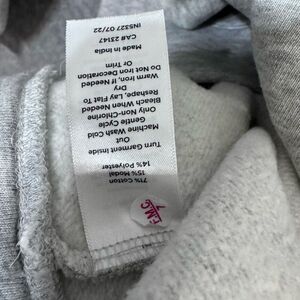 71% Cotton
15% Modal
14% Polyester
Turn Garment Inside
Out
Machine Wash Cold
Gentle Cycle
Only Non-Chlorine
Bleach When Needed
Reshape, Lay Flat To
Dry
Warm Iron, If Needed
Do Not Iron Decoration
Or Trim
Made in India
CA# 23147
INS327 07/22
F.M.C
7